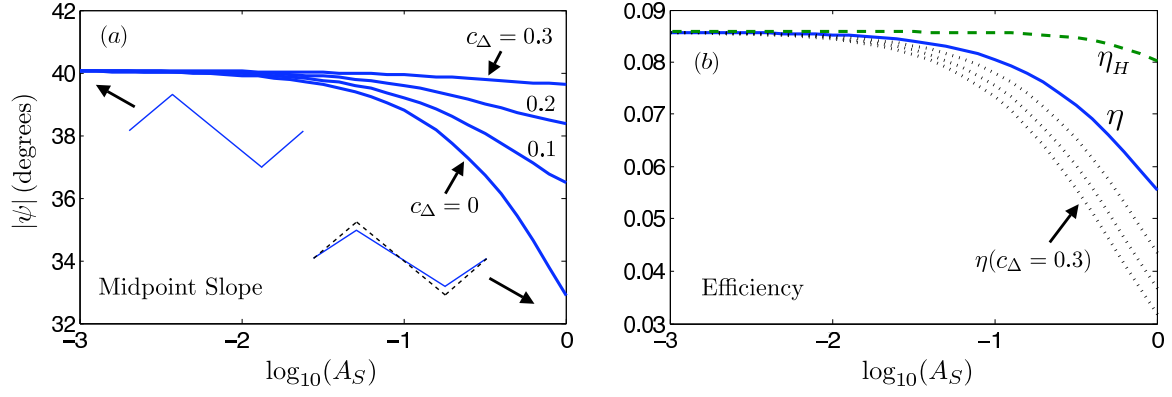 (a)
c_Δ = 0.3
0.2
0.1
c_Δ = 0
Midpoint Slope
|ψ| (degrees)
42
40
38
36
34
32
−3
−2
−1
0
log₁₀(A_S)
(b)
η_H
η
η(c_Δ = 0.3)
Efficiency
0.09
0.08
0.07
0.06
0.05
0.04
0.03
−3
−2
−1
0
log₁₀(A_S)